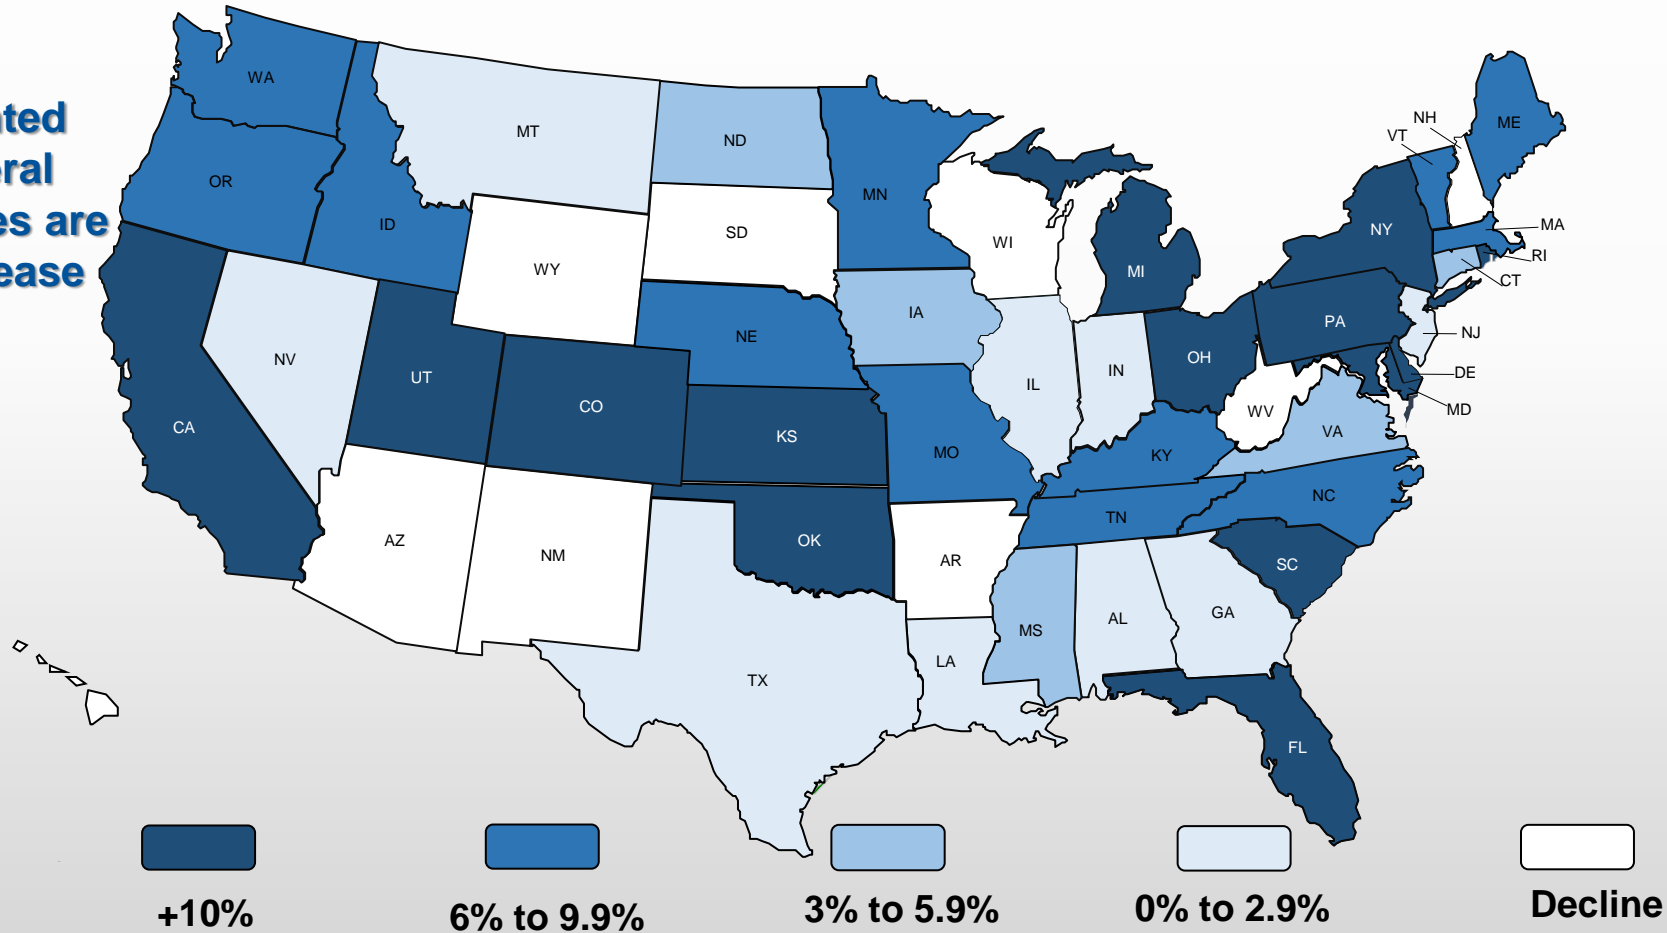 ted
eral
es are
ease
WA
OR
ID
MT
ND
MN
SD
WY
WI
MI
NE
IA
NV
UT
CO
KS
MO
IL
IN
OH
KY
WV
VA
PA
NY
VT
NH
ME
MA
RI
CT
NJ
DE
MD
CA
AZ
NM
OK
AR
TN
NC
SC
TX
LA
MS
AL
GA
FL
+10%
6% to 9.9%
3% to 5.9%
0% to 2.9%
Decline